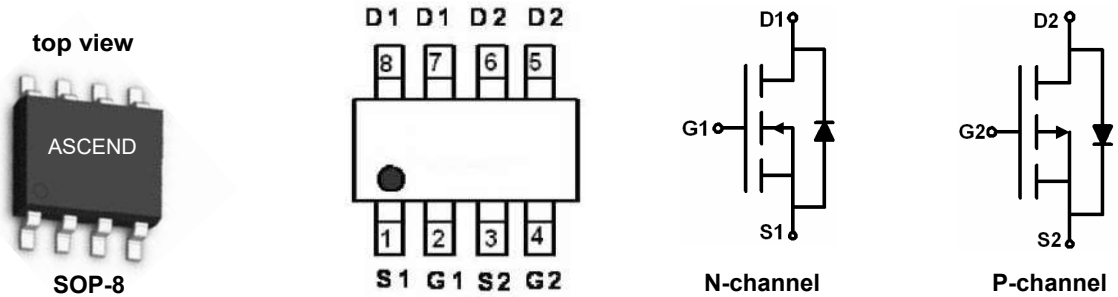 top view
ASCEND
SOP-8
D1 D1 D2 D2
8 7 6 5
1 2 3 4
S1 G1 S2 G2
D1
G1
S1
N-channel
D2
G2
S2
P-channel